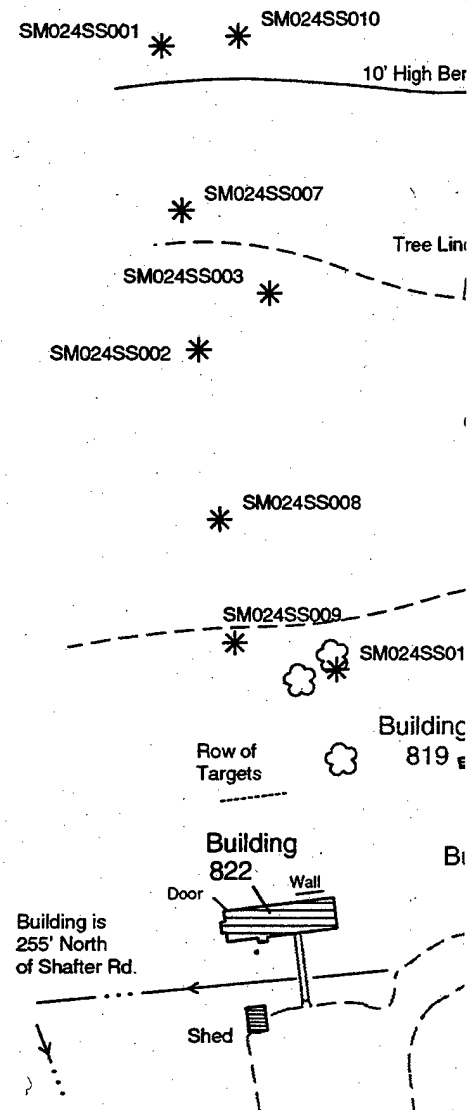 SM024SS001
SM024SS010
10' High Ber
SM024SS007
Tree Line
SM024SS003
SM024SS002
SM024SS008
SM024SS009
SM024SS01
Building
819
Row of
Targets
Building
822
Wall
Door
Building is
255' North
of Shafter Rd.
Shed